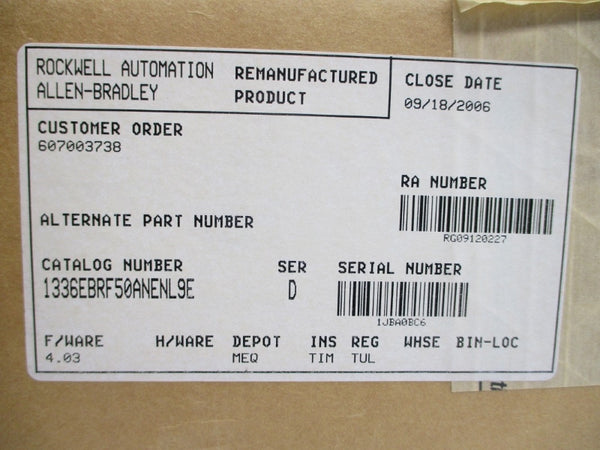 ROCKWELL AUTOMATION REMANUFACTURED CLOSE DATE
ALLEN-BRADLEY PRODUCT 09/18/2006
CUSTOMER ORDER
607003738
RA NUMBER
RG09120227
ALTERNATE PART NUMBER
CATALOG NUMBER SER SERIAL NUMBER
1336EBRF50ANENL9E D
1JBA0BC6
F/WARE H/WARE DEPOT INS REG WHSE BIN-LOC
4.03 MEQ TIM TUL